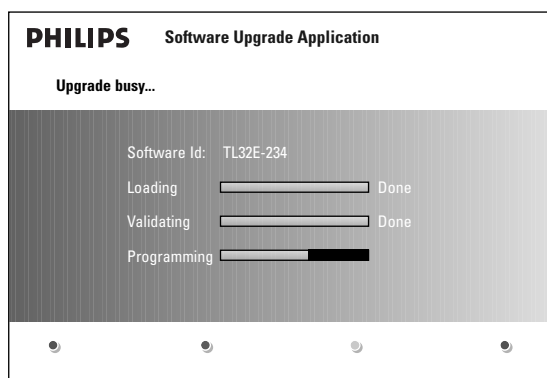 PHILIPS Software Upgrade Application
Upgrade busy...
Software Id: TL32E-234
Loading Done
Validating Done
Programming